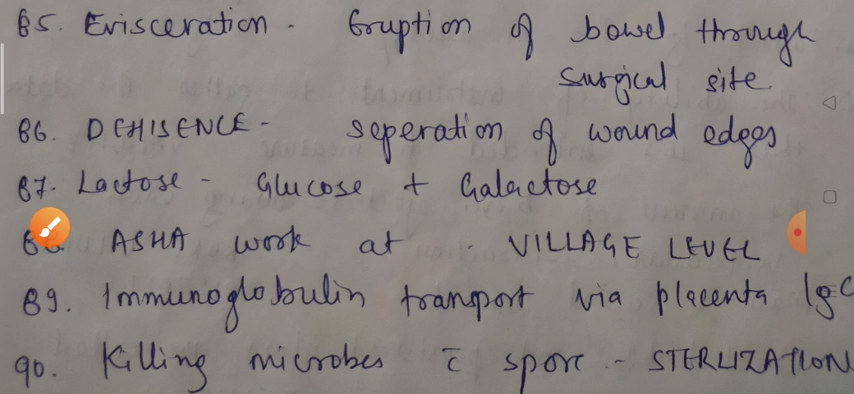 85. Evisceration - Eruption of bowel through
surgical site
86. DEHISENCE - seperation of wound edges
87. Lactose - Glucose + Galactose
ASHA work at - VILLAGE LEVEL
89. Immunoglobulin transport via placenta
90. Killing microbes c̄ spore - STERLIZATION